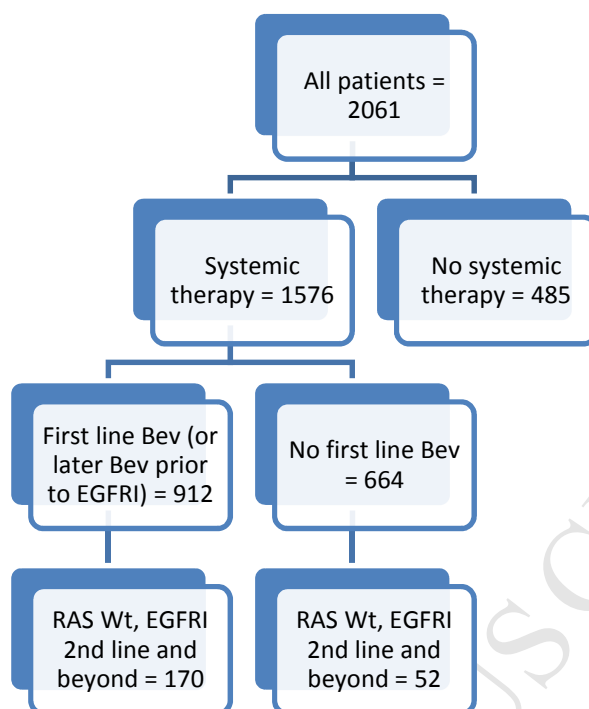 All patients =
2061
Systemic
therapy = 1576
No systemic
therapy = 485
First line Bev (or
later Bev prior
to EGFRI) = 912
No first line Bev
= 664
RAS Wt, EGFRI
2nd line and
beyond = 170
RAS Wt, EGFRI
2nd line and
beyond = 52
USC